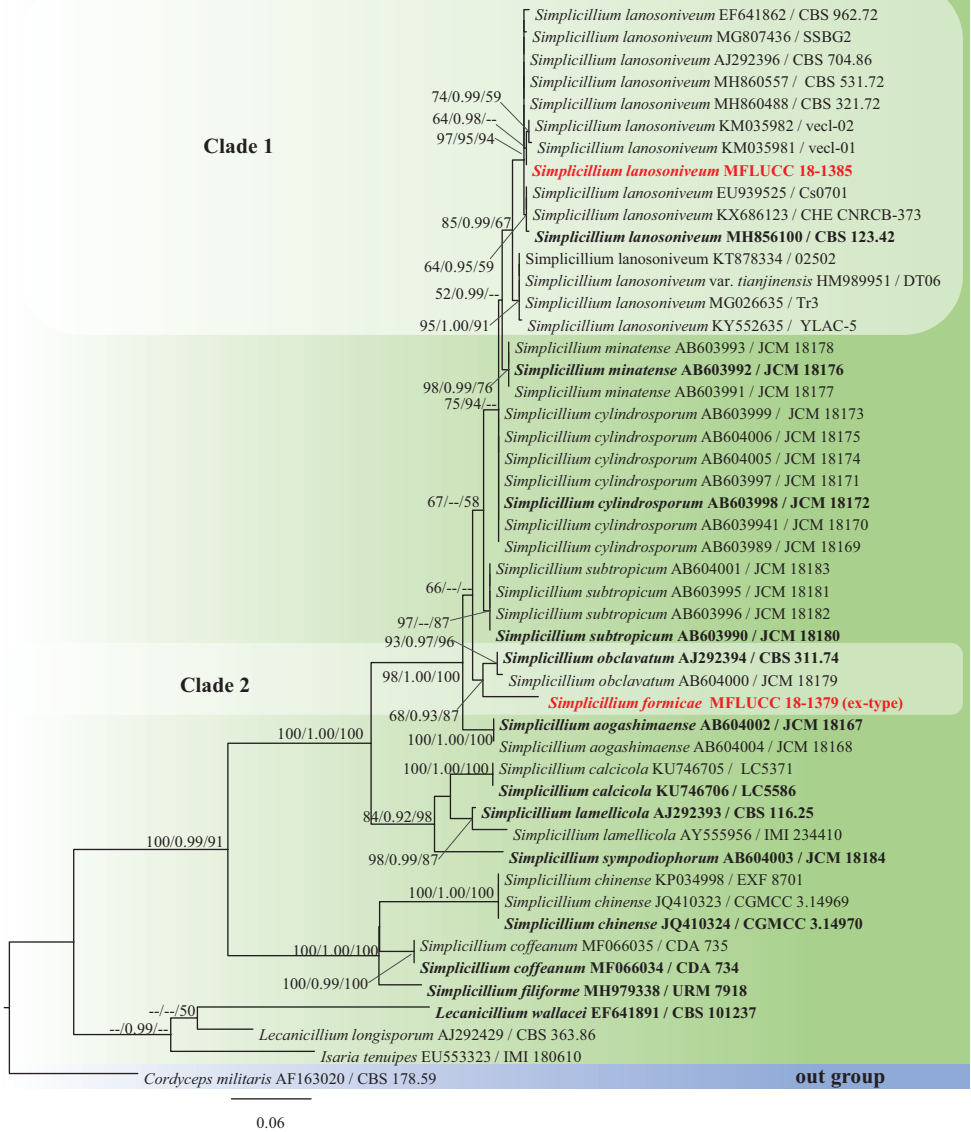 Simplicillium lanosoniveum EF641862 / CBS 962.72
Simplicillium lanosoniveum MG807436 / SSBG2
Simplicillium lanosoniveum AJ292396 / CBS 704.86
Simplicillium lanosoniveum MH860557 / CBS 531.72
74/0.99/59
Simplicillium lanosoniveum MH860488 / CBS 321.72
64/0.98/--
Simplicillium lanosoniveum KM035982 / vecl-02
97/95/94
Clade 1
Simplicillium lanosoniveum KM035981 / vecl-01
Simplicillium lanosoniveum MFLUCC 18-1385
Simplicillium lanosoniveum EU939525 / Cs0701
85/0.99/67
Simplicillium lanosoniveum KX686123 / CHE CNRCB-373
Simplicillium lanosoniveum MH856100 / CBS 123.42
64/0.95/59
Simplicillium lanosoniveum KT878334 / 02502
Simplicillium lanosoniveum var. tianjinensis HM989951 / DT06
52/0.99/--
Simplicillium lanosoniveum MG026635 / Tr3
95/1.00/91
Simplicillium lanosoniveum KY552635 / YLAC-5
Simplicillium minatense AB603993 / JCM 18178
Simplicillium minatense AB603992 / JCM 18176
98/0.99/76
Simplicillium minatense AB603991 / JCM 18177
75/94/--
Simplicillium cylindrosporum AB603999 / JCM 18173
Simplicillium cylindrosporum AB604006 / JCM 18175
Simplicillium cylindrosporum AB604005 / JCM 18174
Simplicillium cylindrosporum AB603997 / JCM 18171
67/--/58
Simplicillium cylindrosporum AB603998 / JCM 18172
Simplicillium cylindrosporum AB6039941 / JCM 18170
Simplicillium cylindrosporum AB603989 / JCM 18169
Simplicillium subtropicum AB604001 / JCM 18183
66/--/--
Simplicillium subtropicum AB603995 / JCM 18181
Simplicillium subtropicum AB603996 / JCM 18182
97/--/87
Simplicillium subtropicum AB603990 / JCM 18180
93/0.97/96
Simplicillium obclavatum AJ292394 / CBS 311.74
98/1.00/100
Clade 2
Simplicillium obclavatum AB604000 / JCM 18179
Simplicillium formicae MFLUCC 18-1379 (ex-type)
68/0.93/87
Simplicillium aogashimaense AB604002 / JCM 18167
100/1.00/100
100/1.00/100
Simplicillium aogashimaense AB604004 / JCM 18168
100/1.00/100
Simplicillium calcicola KU746705 / LC5371
Simplicillium calcicola KU746706 / LC5586
84/0.92/98
Simplicillium lamellicola AJ292393 / CBS 116.25
Simplicillium lamellicola AY555956 / IMI 234410
100/0.99/91
98/0.99/87
Simplicillium sympodiophorum AB604003 / JCM 18184
Simplicillium chinense KP034998 / EXF 8701
100/1.00/100
Simplicillium chinense JQ410323 / CGMCC 3.14969
Simplicillium chinense JQ410324 / CGMCC 3.14970
100/1.00/100
Simplicillium coffeanum MF066035 / CDA 735
Simplicillium coffeanum MF066034 / CDA 734
100/0.99/100
Simplicillium filiforme MH979338 / URM 7918
--/--/50
Lecanicillium wallacei EF641891 / CBS 101237
--/0.99/--
Lecanicillium longisporum AJ292429 / CBS 363.86
Isaria tenuipes EU553323 / IMI 180610
Cordyceps militaris AF163020 / CBS 178.59
out group
0.06